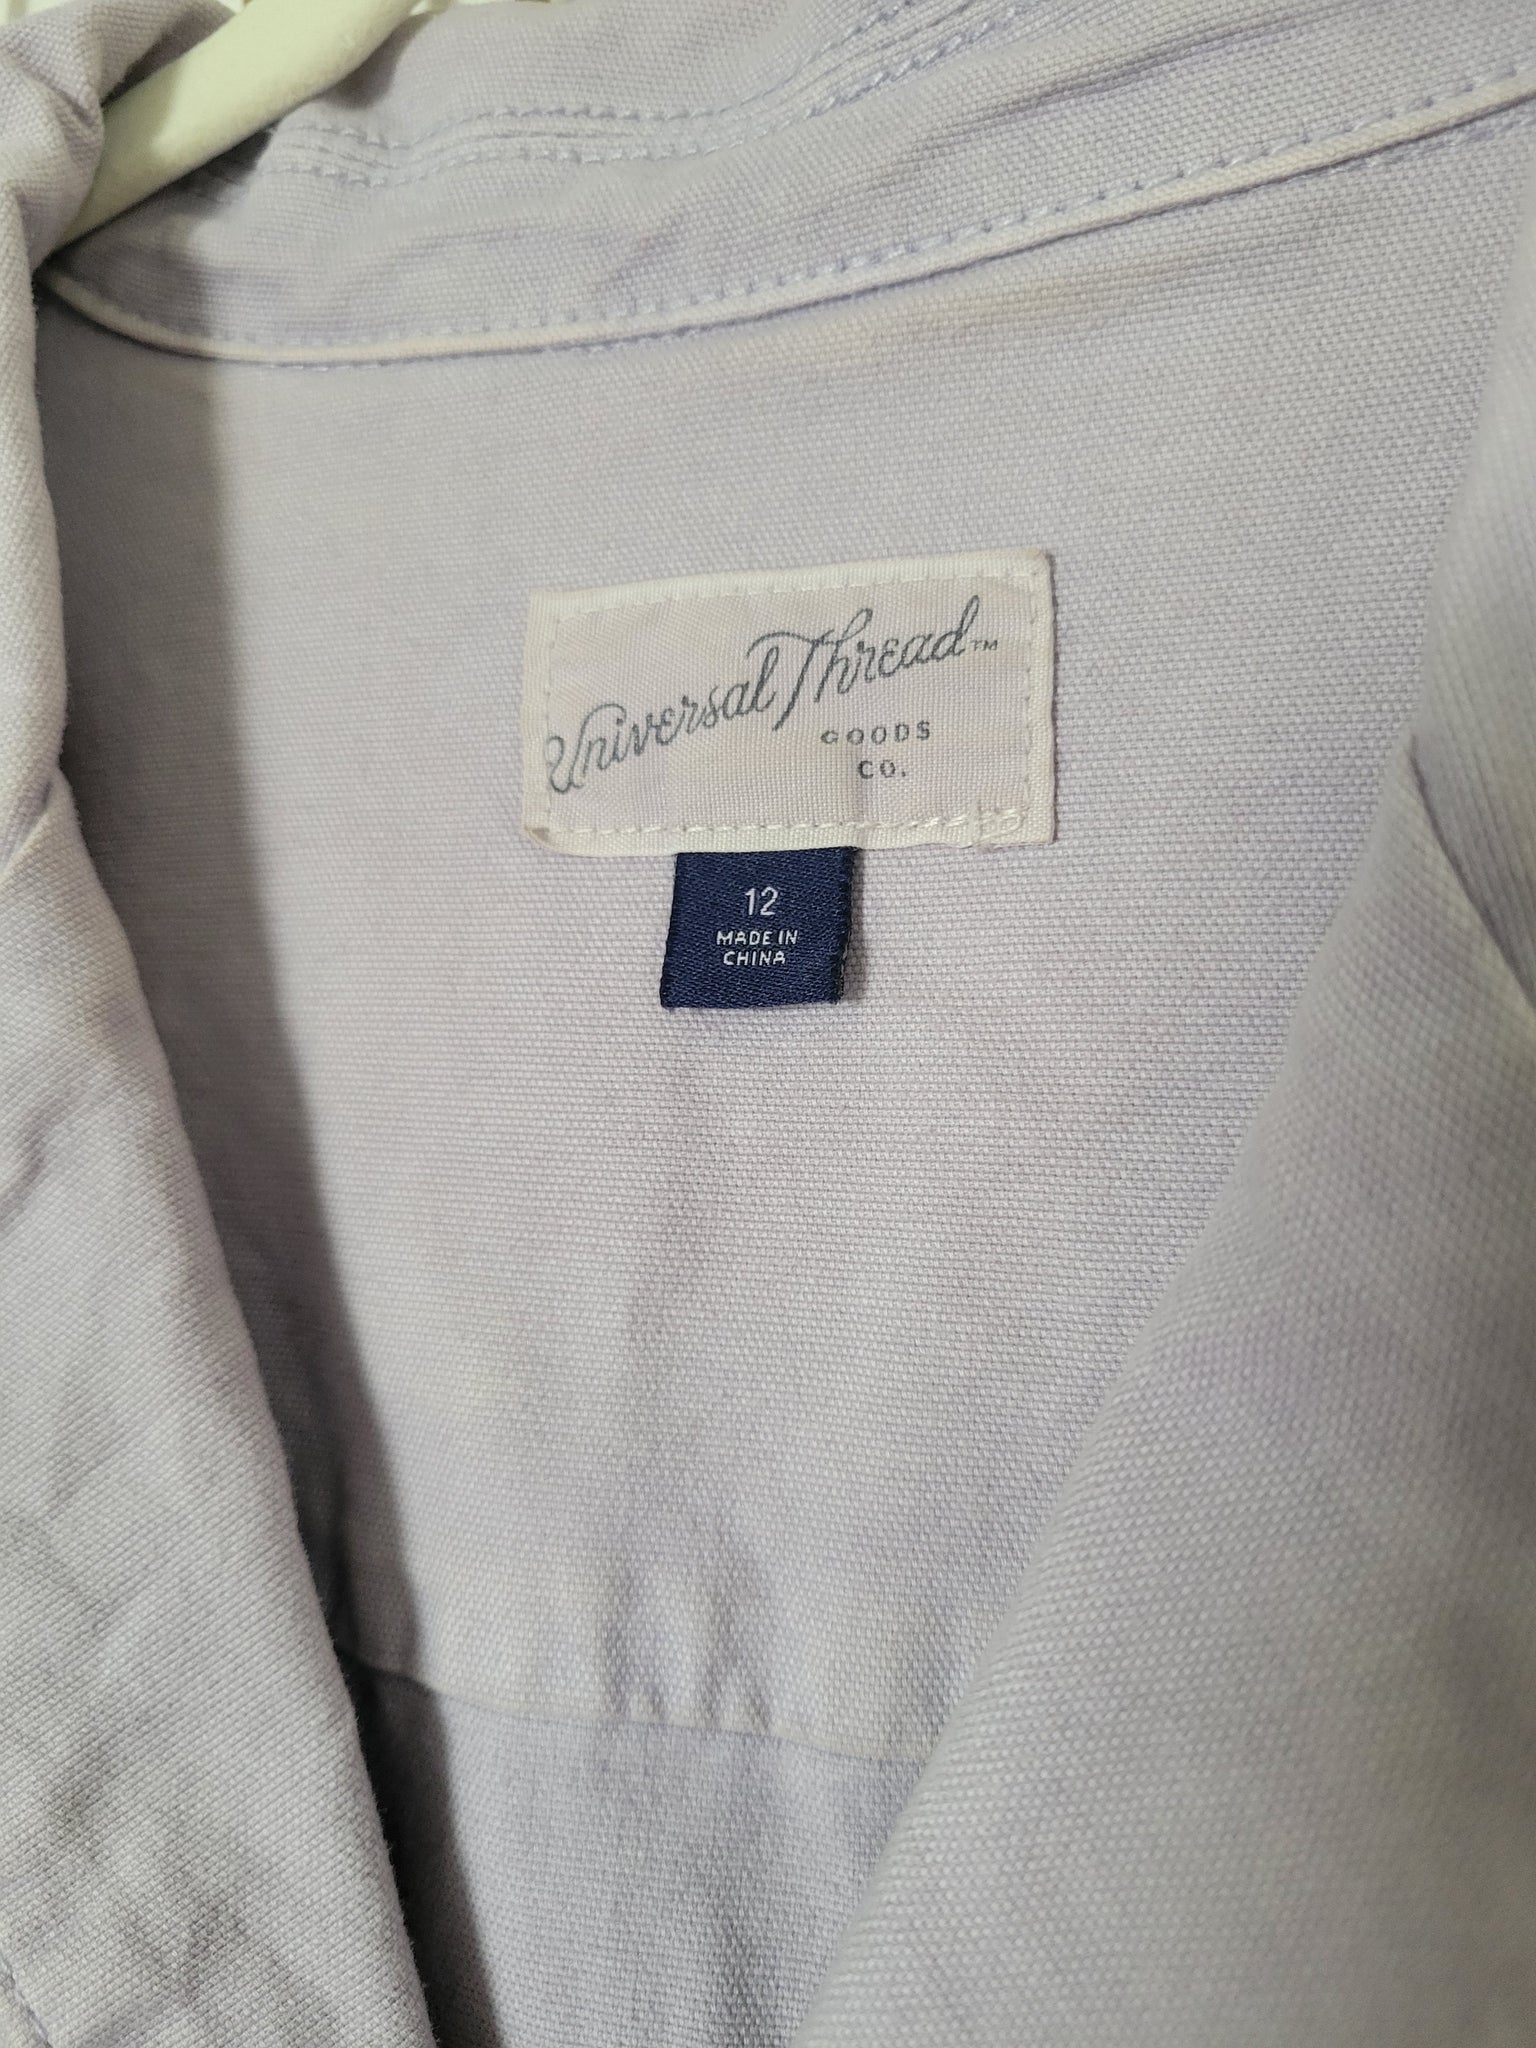 Universal Thread™
GOODS
CO.
12
MADE IN
CHINA